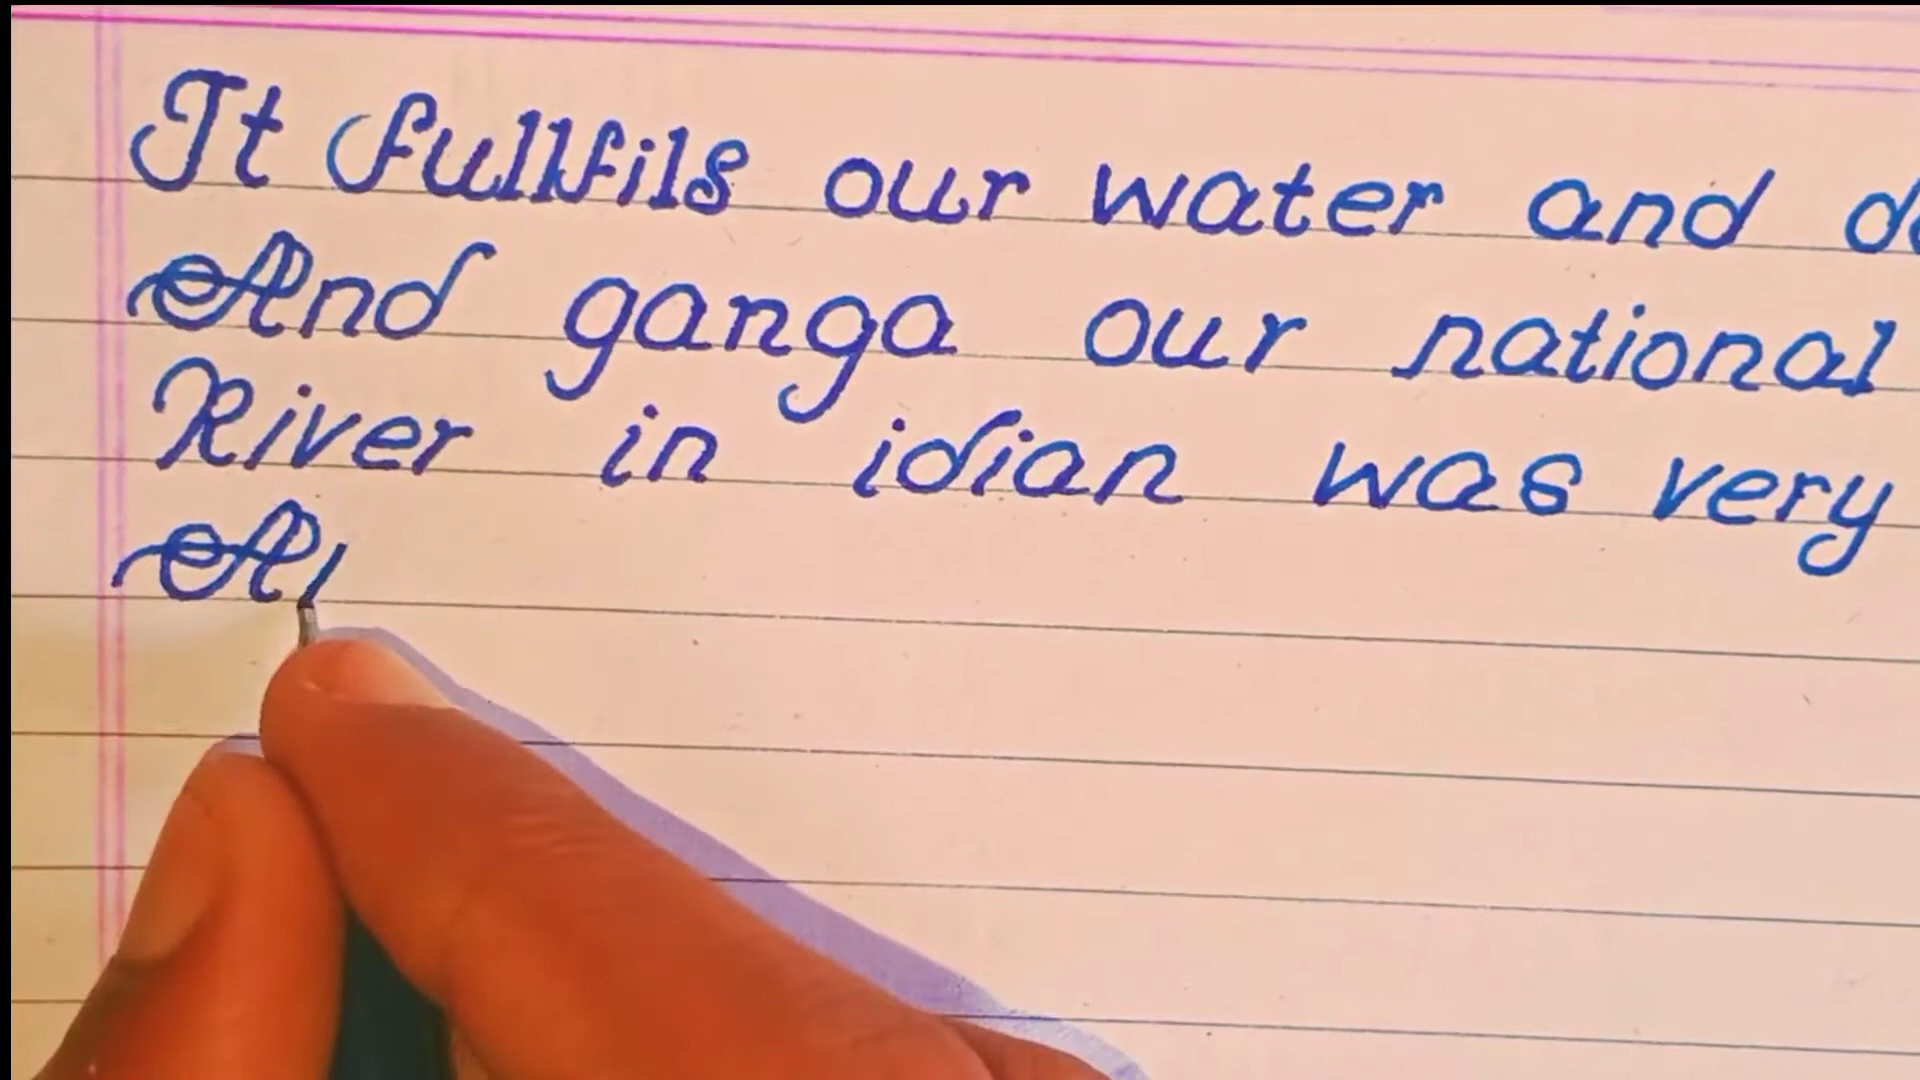 It fullfils our water and
And ganga our national
River in idian was very